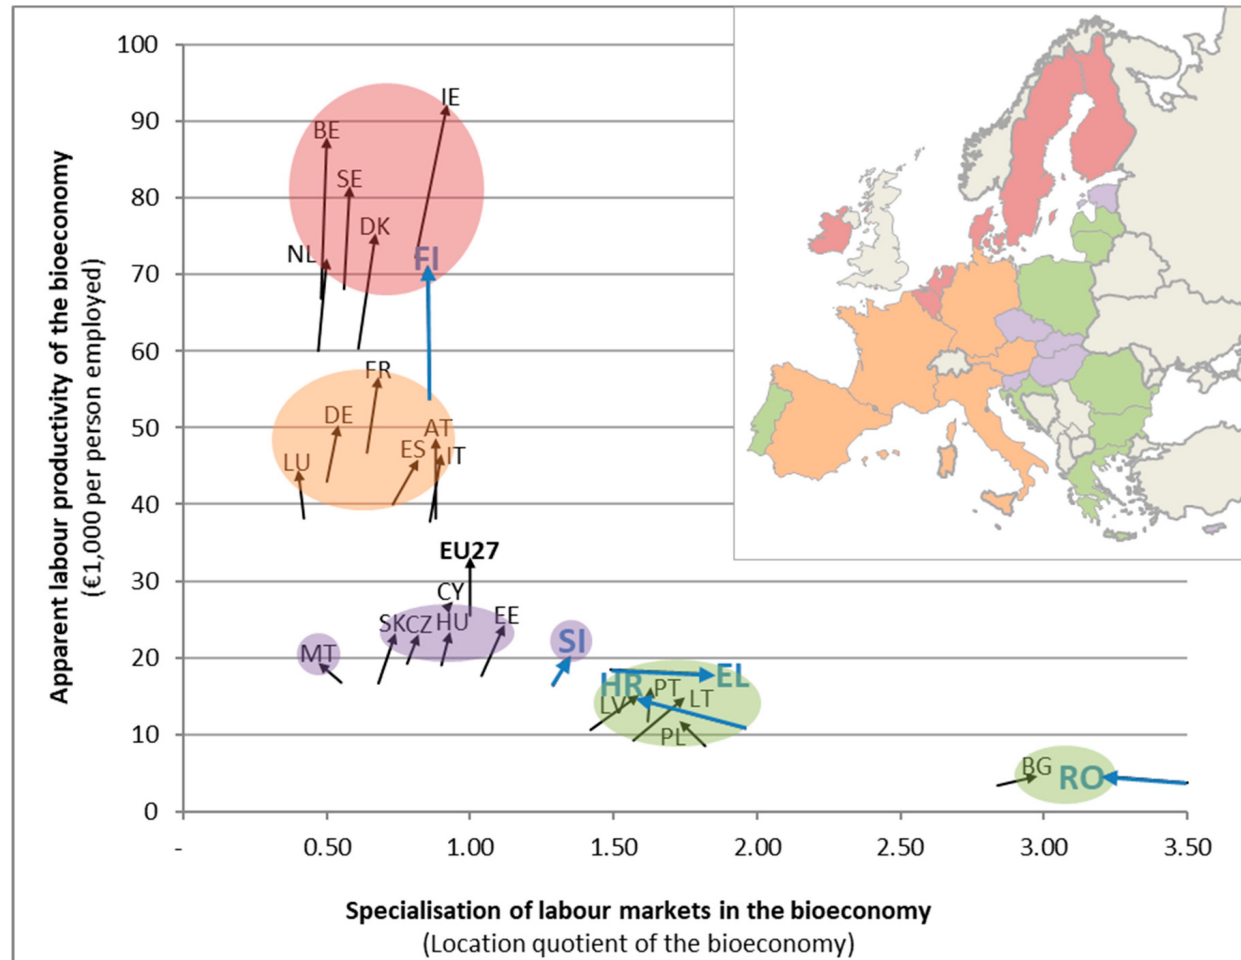 Apparent labour productivity of the bioeconomy
(€1,000 per person employed)
100
90
80
70
60
50
40
30
20
10
0
IE
BE
SE
DK
NL
FI
FR
DE
AT
ES
IT
LU
EU27
CY
SK
CZ
HU
EE
MT
SI
EL
HR
PT
LV
LT
PL
BG
RO
-
0.50
1.00
1.50
2.00
2.50
3.00
3.50
Specialisation of labour markets in the bioeconomy
(Location quotient of the bioeconomy)